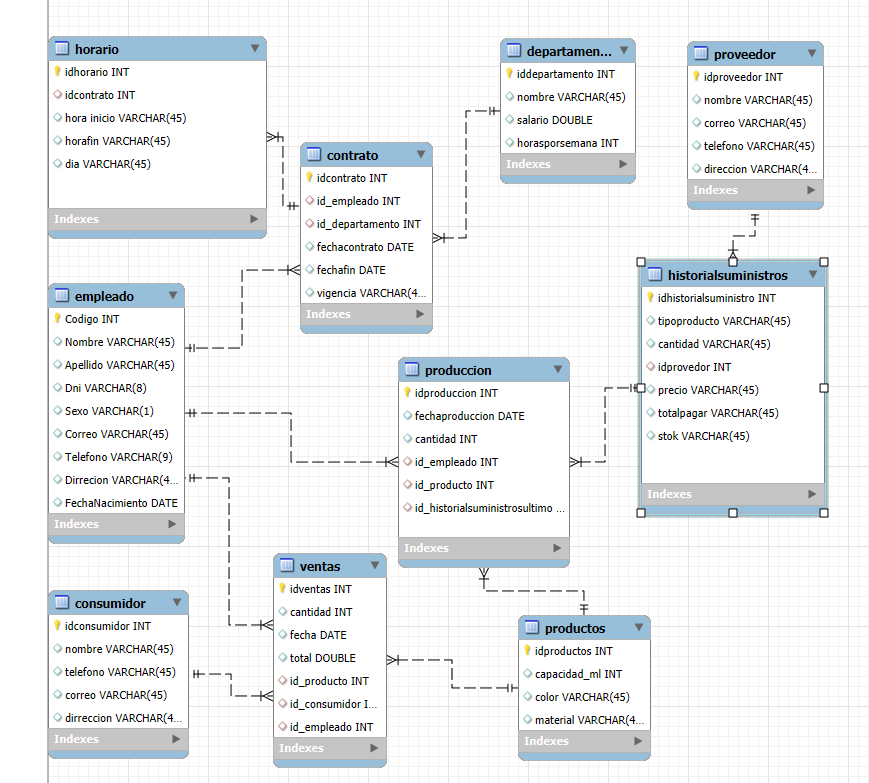 horario
idhorario INT
idcontrato INT
hora inicio VARCHAR(45)
horafin VARCHAR(45)
dia VARCHAR(45)
Indexes
contrato
idcontrato INT
id_empleado INT
id_departamento INT
fechacontrato DATE
fechafin DATE
vigencia VARCHAR(4...
Indexes
departamen...
iddepartamento INT
nombre VARCHAR(45)
salario DOUBLE
horasporsemana INT
Indexes
proveedor
idproveedor INT
nombre VARCHAR(45)
correo VARCHAR(45)
telefono VARCHAR(45)
direccion VARCHAR(4...
Indexes
historialsuministros
idhistorialsuministro INT
tipoproducto VARCHAR(45)
cantidad VARCHAR(45)
idprovedor INT
precio VARCHAR(45)
totalpagar VARCHAR(45)
stok VARCHAR(45)
Indexes
empleado
Codigo INT
Nombre VARCHAR(45)
Apellido VARCHAR(45)
Dni VARCHAR(8)
Sexo VARCHAR(1)
Correo VARCHAR(45)
Telefono VARCHAR(9)
Dirrecion VARCHAR(4...
FechaNacimiento DATE
Indexes
produccion
idproduccion INT
fechaproduccion DATE
cantidad INT
id_empleado INT
id_producto INT
id_historialsuministrosultimo ...
Indexes
consumidor
idconsumidor INT
nombre VARCHAR(45)
telefono VARCHAR(45)
correo VARCHAR(45)
dirreccion VARCHAR(4...
Indexes
ventas
idventas INT
cantidad INT
fecha DATE
total DOUBLE
id_producto INT
id_consumidor I...
id_empleado INT
Indexes
productos
idproductos INT
capacidad_ml INT
color VARCHAR(45)
material VARCHAR(4...
Indexes